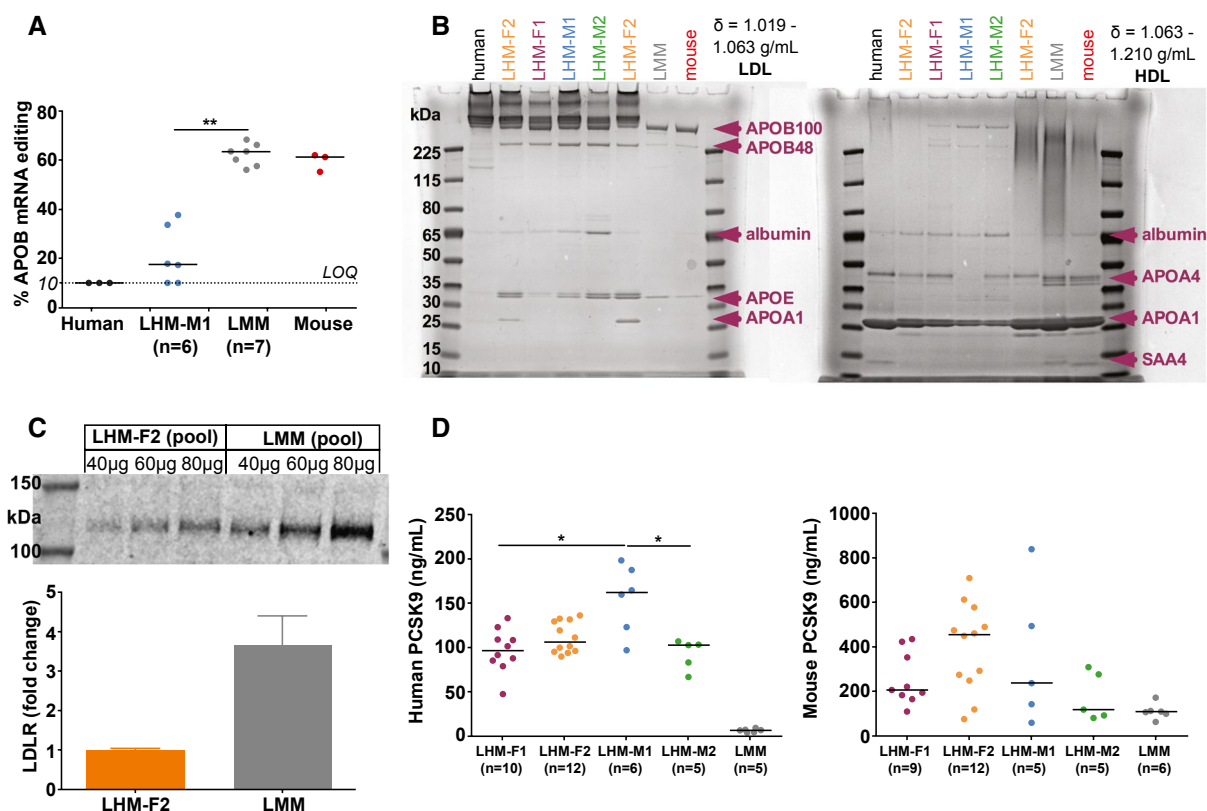 A
% APOB mRNA editing
80
60
40
20
10
0
**
LOQ
Human
LHM-M1
(n=6)
LMM
(n=7)
Mouse
B
human
LHM-F2
LHM-F1
LHM-M1
LHM-M2
LHM-F2
LMM
mouse
δ = 1.019 -
1.063 g/mL
LDL
kDa
225
115
80
65
50
35
30
25
15
10
APOB100
APOB48
albumin
APOE
APOA1
human
LHM-F2
LHM-F1
LHM-M1
LHM-M2
LHM-F2
LMM
mouse
δ = 1.063 -
1.210 g/mL
HDL
albumin
APOA4
APOA1
SAA4
C
LHM-F2 (pool) LMM (pool)
40µg 60µg 80µg 40µg 60µg 80µg
150
kDa
100
LDLR (fold change)
5
4
3
2
1
0
LHM-F2 LMM
D
Human PCSK9 (ng/mL)
250
200
150
100
50
0
* *
LHM-F1 LHM-F2 LHM-M1 LHM-M2 LMM
(n=10) (n=12) (n=6) (n=5) (n=5)
Mouse PCSK9 (ng/mL)
1000
800
600
400
200
0
LHM-F1 LHM-F2 LHM-M1 LHM-M2 LMM
(n=9) (n=12) (n=5) (n=5) (n=6)